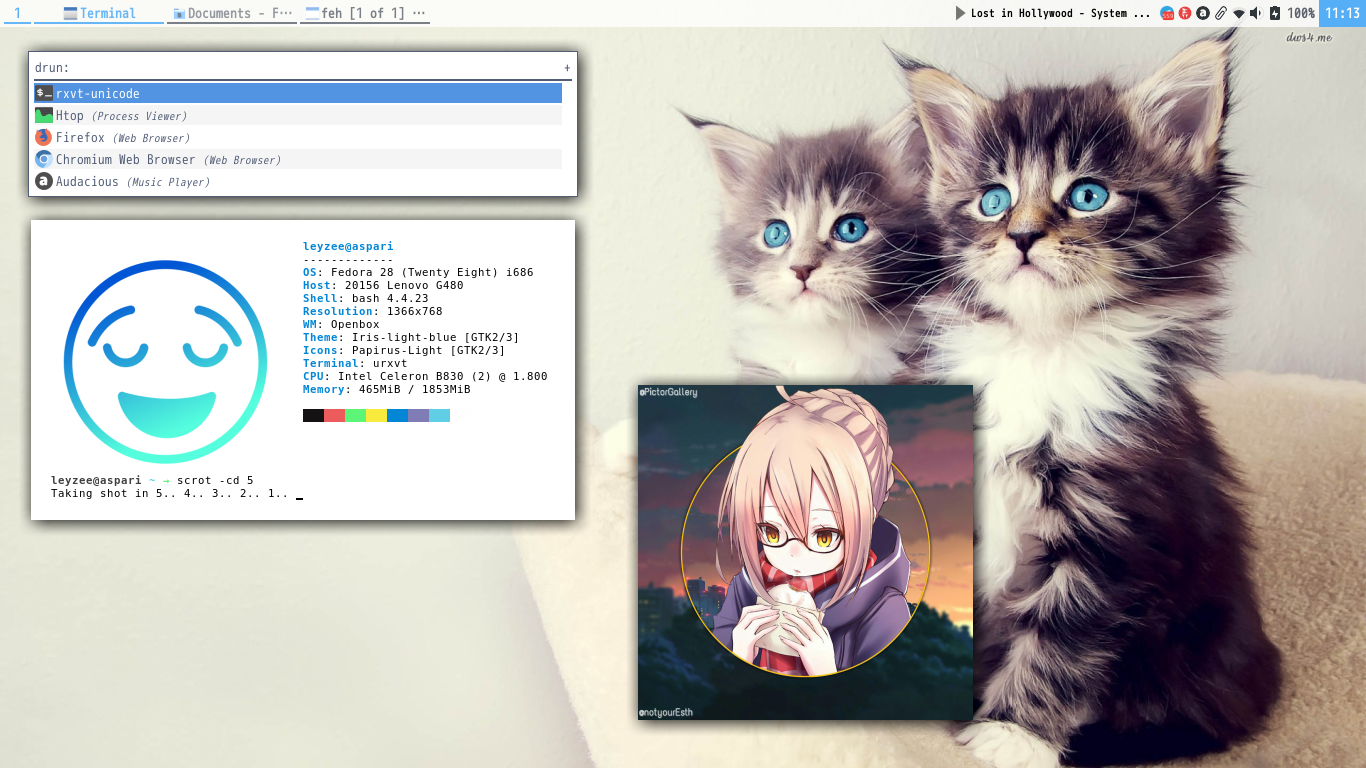 1 Terminal Documents - F··· feh [1 of 1] ··· Lost in Hollywood - System ... 100% 11:13
dws4.me
drun: +
rxvt-unicode
Htop (Process Viewer)
Firefox (Web Browser)
Chromium Web Browser (Web Browser)
Audacious (Music Player)
leyzee@aspari
-------------
OS: Fedora 28 (Twenty Eight) i686
Host: 20156 Lenovo G480
Shell: bash 4.4.23
Resolution: 1366x768
WM: Openbox
Theme: Iris-light-blue [GTK2/3]
Icons: Papirus-Light [GTK2/3]
Terminal: urxvt
CPU: Intel Celeron B830 (2) @ 1.800
Memory: 465MiB / 1853MiB
leyzee@aspari ~ → scrot -cd 5
Taking shot in 5.. 4.. 3.. 2.. 1..
@PictorGallery
@notyourEsth